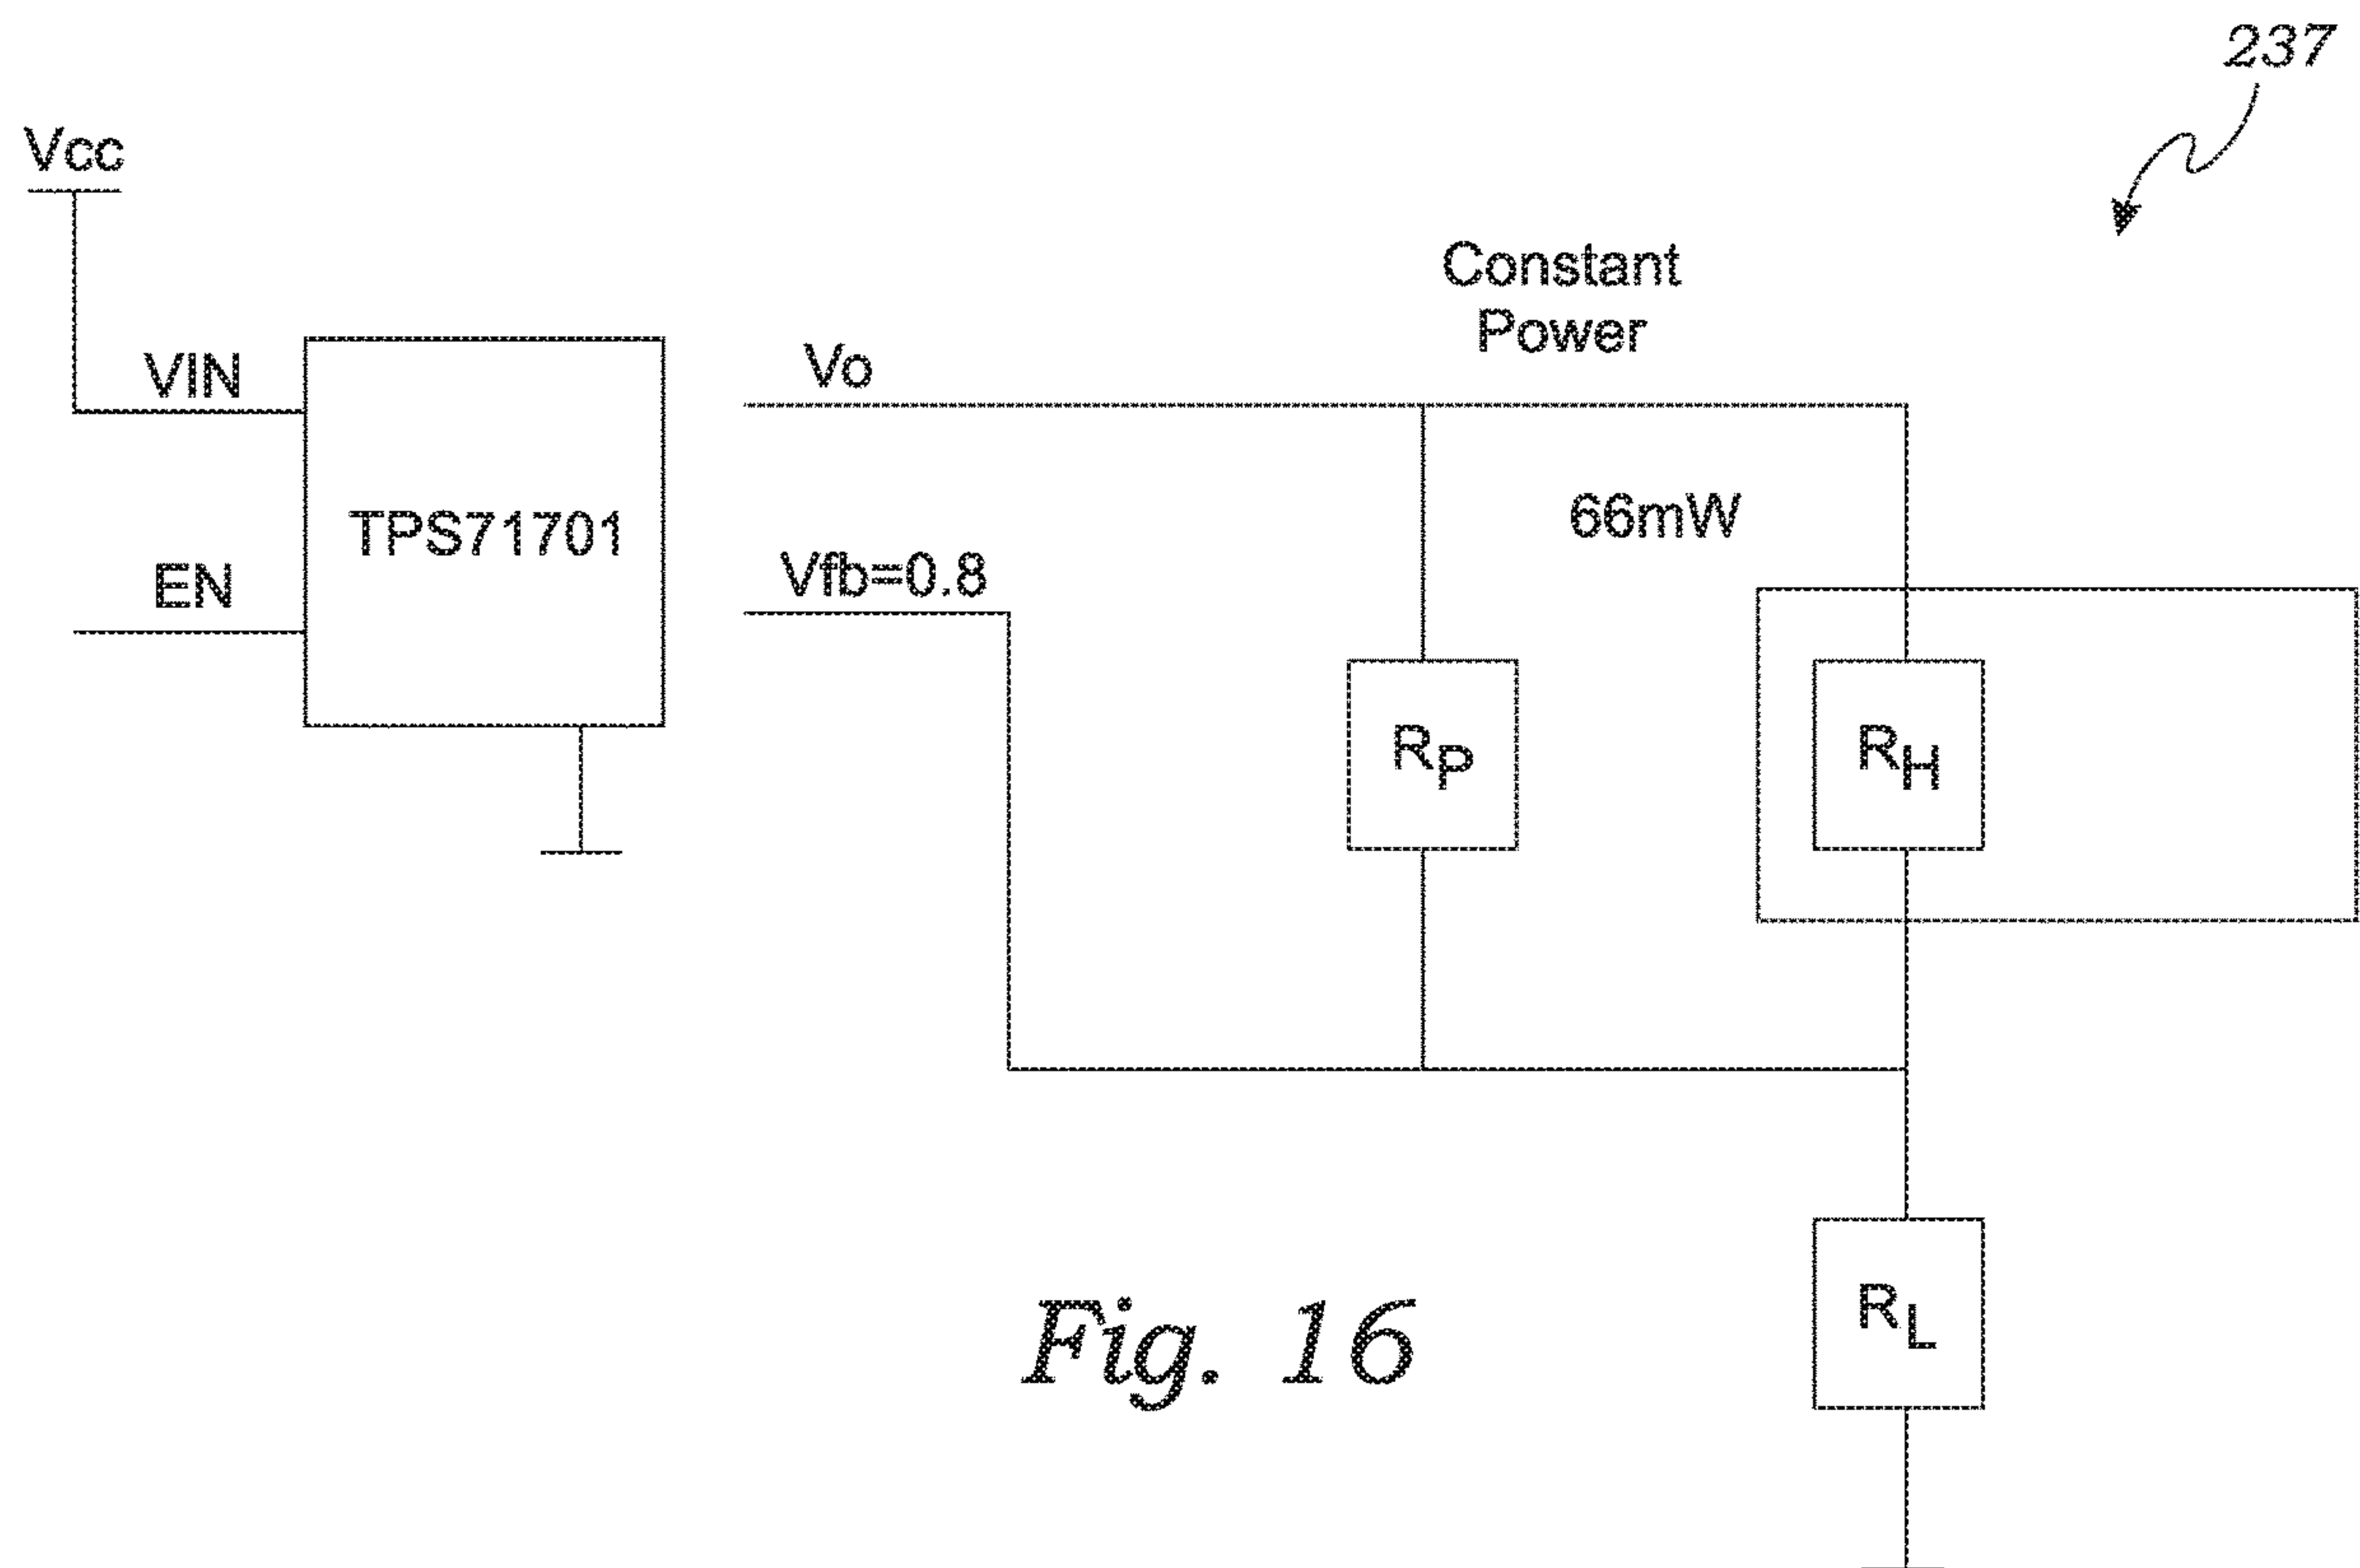 237
Vcc
Constant
Power
VIN
Vo
66mW
TPS71701
EN
Vfb=0.8
RP
RH
RL
Fig. 16